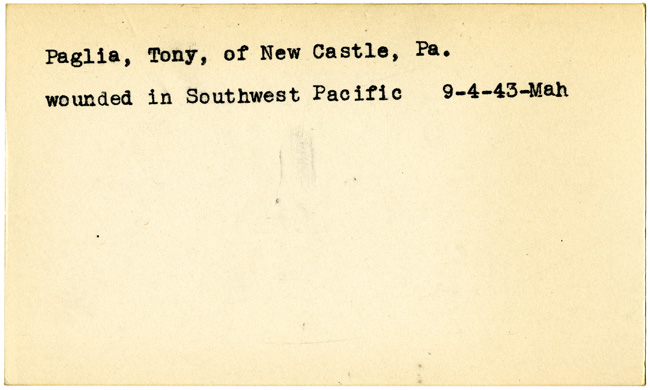 Paglia, Tony, of New Castle, Pa.
wounded in Southwest Pacific 9-4-43-Mah